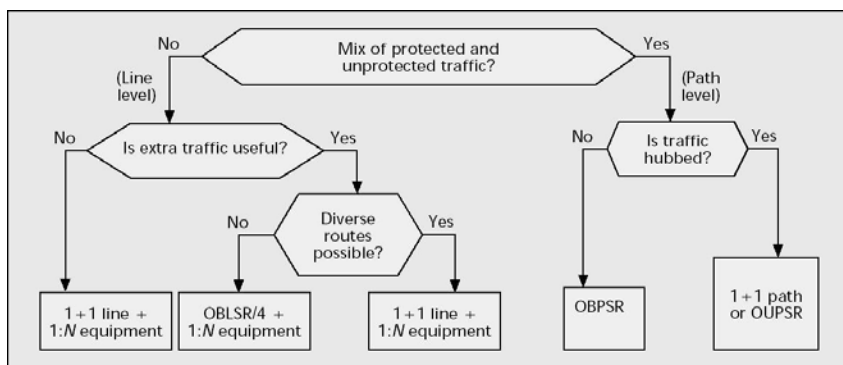 No
Mix of protected and
unprotected traffic?
Yes
(Line
level)
(Path
level)
No
Is extra traffic useful?
Yes
No
Is traffic
hubbed?
Yes
No
Diverse
routes
possible?
Yes
1+1 line +
1:N equipment
OBLSR/4 +
1:N equipment
1+1 line +
1:N equipment
OBPSR
1+1 path
or OUPSR